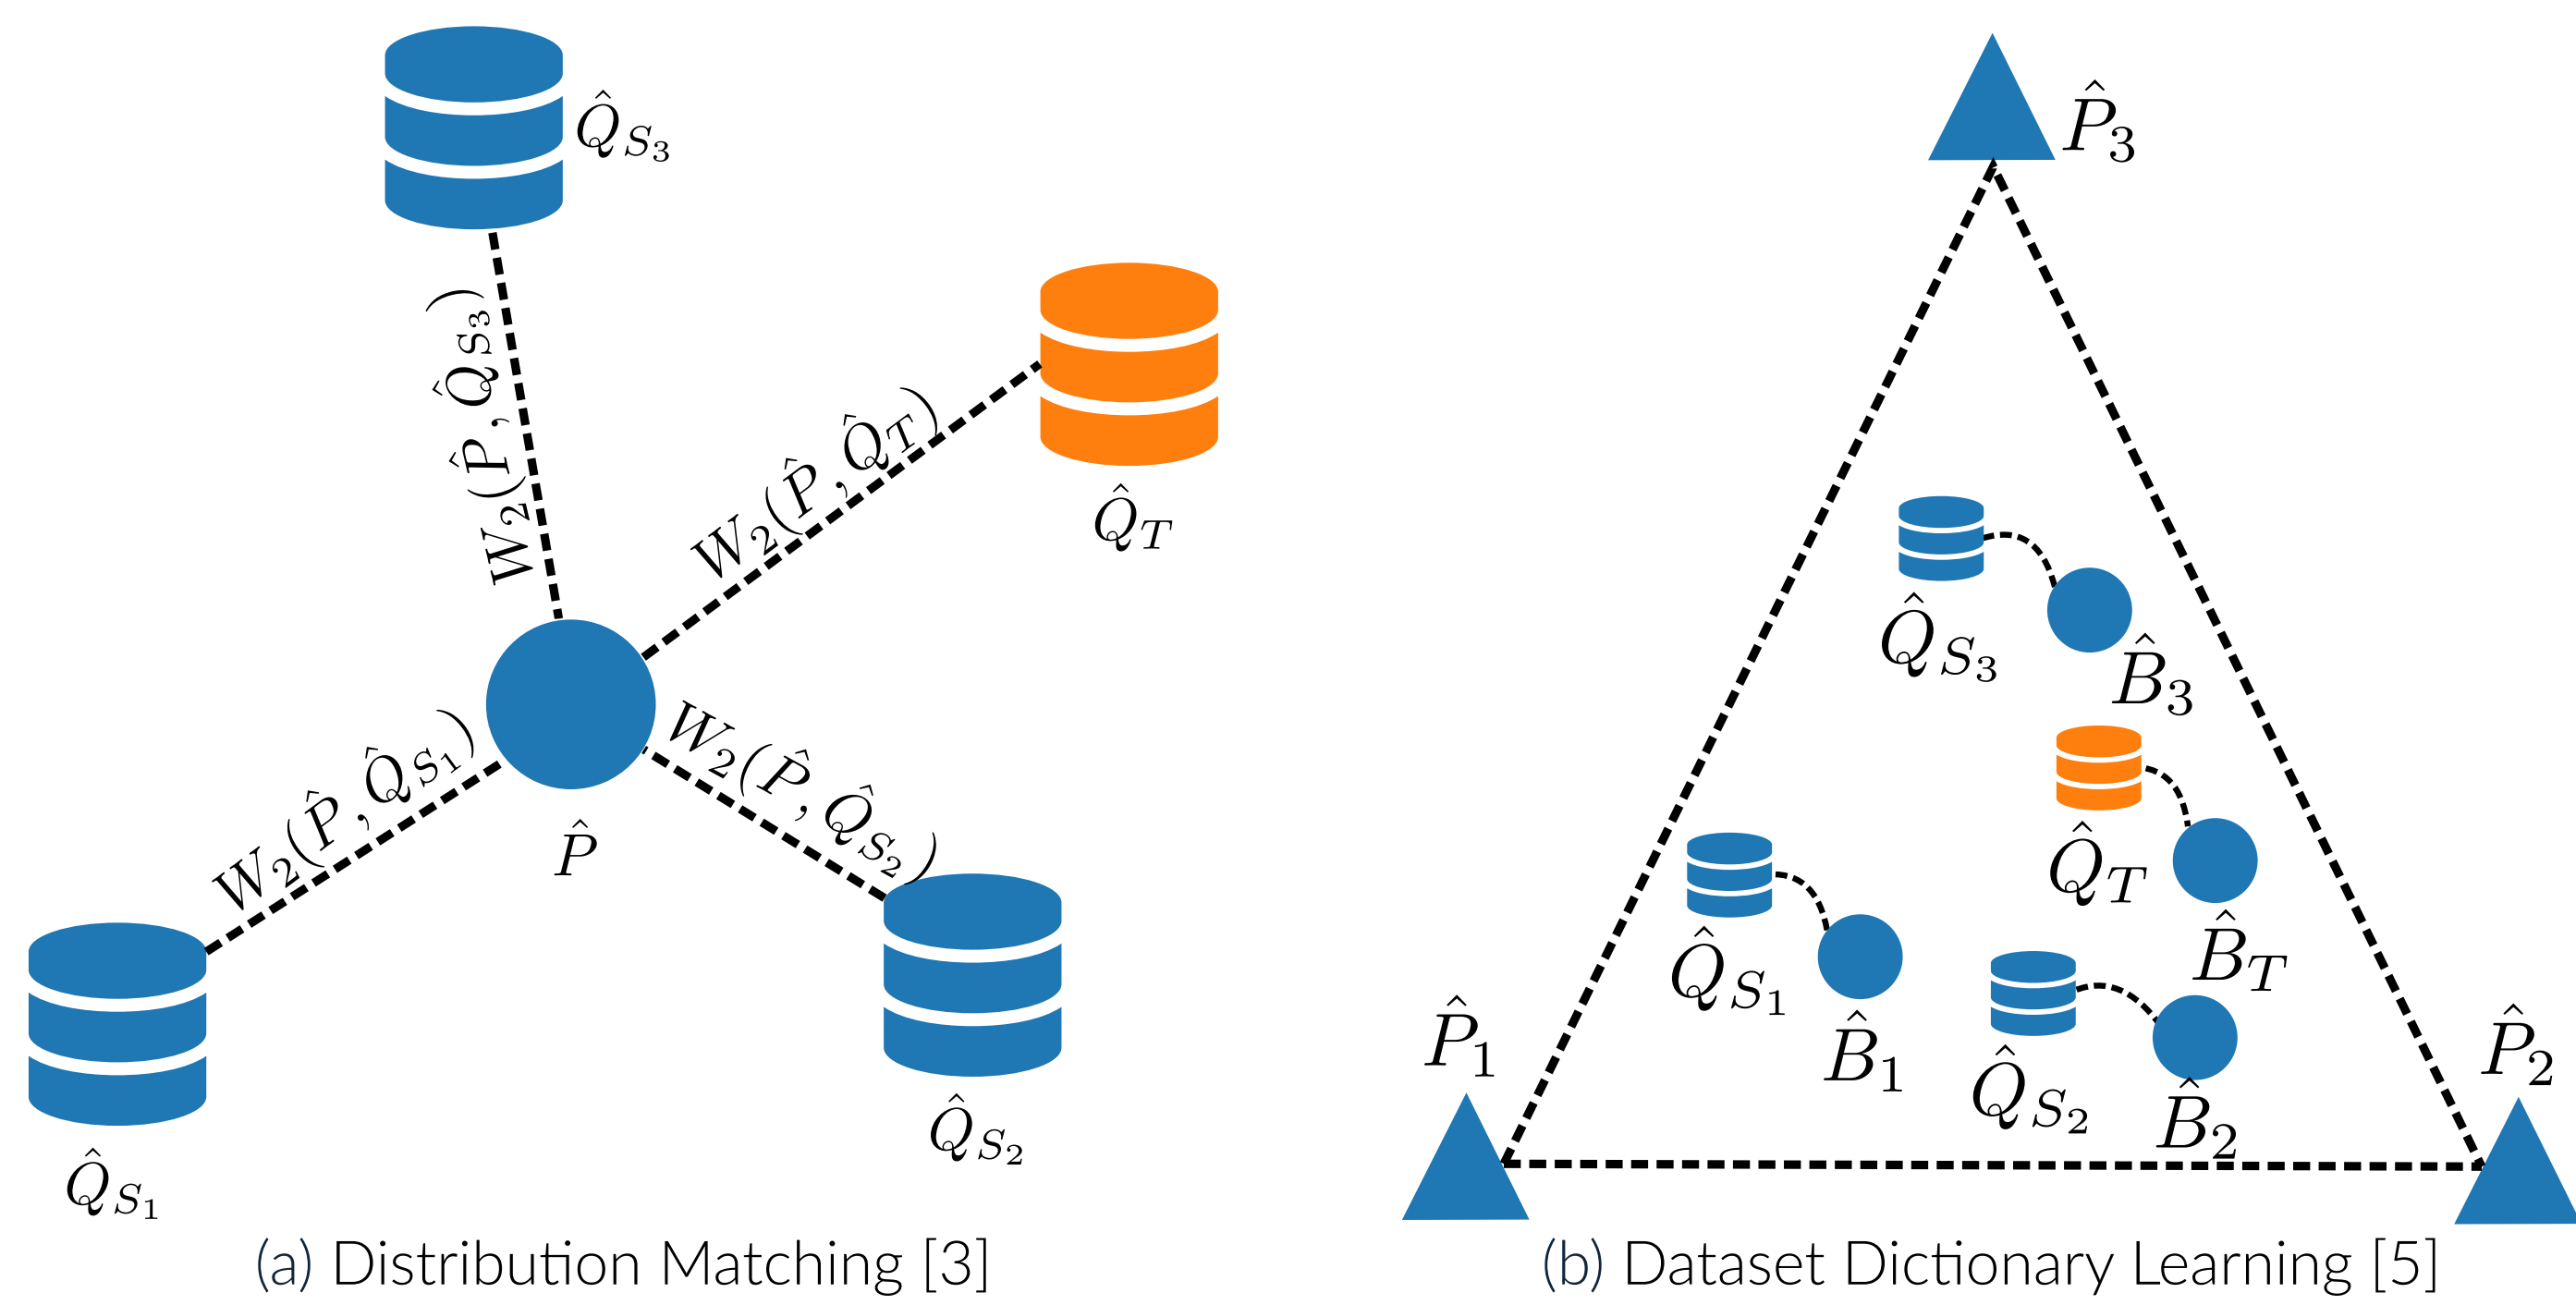 Q̂_{S_3}
W_2(P̂, Q̂_{S_3})
W_2(P̂, Q̂_T)
Q̂_T
W_2(P̂, Q̂_{S_1})
W_2(P̂, Q̂_{S_2})
P̂
Q̂_{S_1}
Q̂_{S_2}
(a) Distribution Matching [3]
P̂_3
Q̂_{S_3}
B̂_3
Q̂_T
B̂_T
Q̂_{S_1}
B̂_1
Q̂_{S_2}
B̂_2
P̂_1
P̂_2
(b) Dataset Dictionary Learning [5]